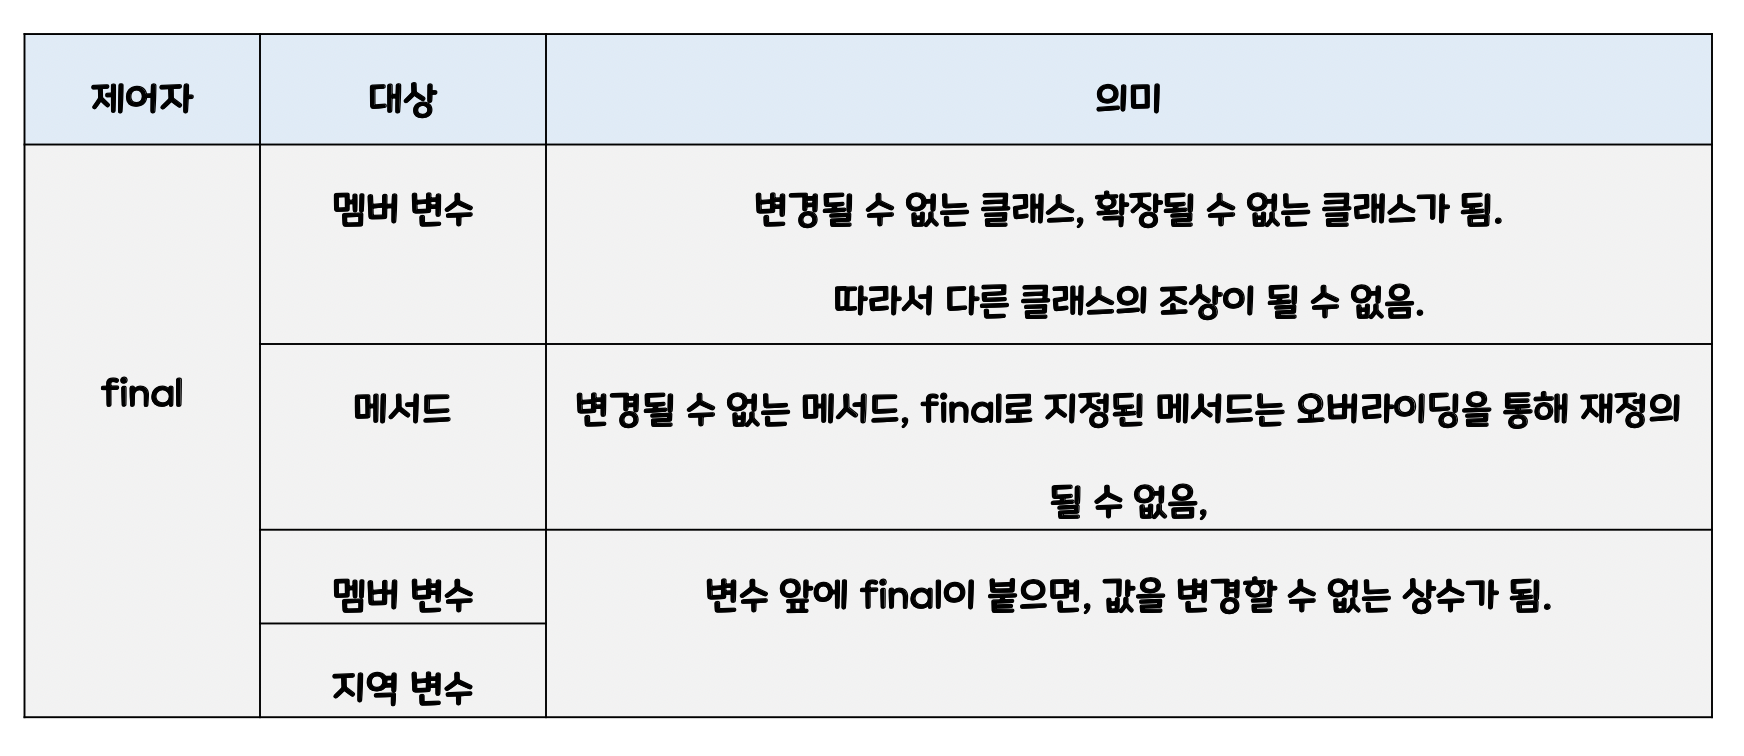 제어자 대상 의미
멤버 변수 변경될 수 없는 클래스, 확장될 수 없는 클래스가 됨.
따라서 다른 클래스의 조상이 될 수 없음.
final
메서드 변경될 수 없는 메서드, final로 지정된 메서드는 오버라이딩을 통해 재정의
될 수 없음,
멤버 변수 변수 앞에 final이 붙으면, 값을 변경할 수 없는 상수가 됨.
지역 변수